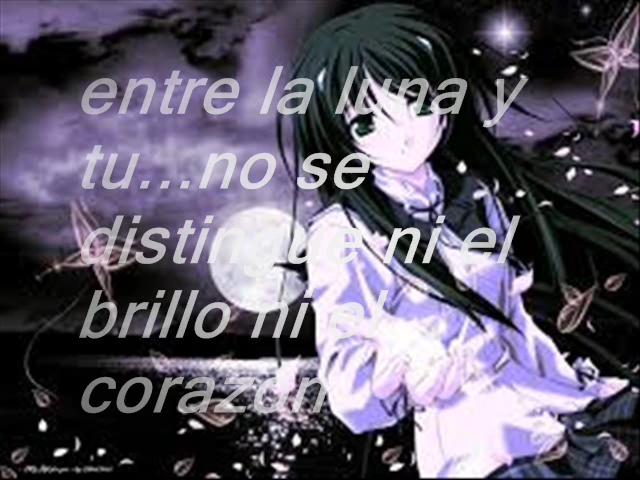 entre la luna y
tu...no se
distingue ni el
brillo ni el
corazon